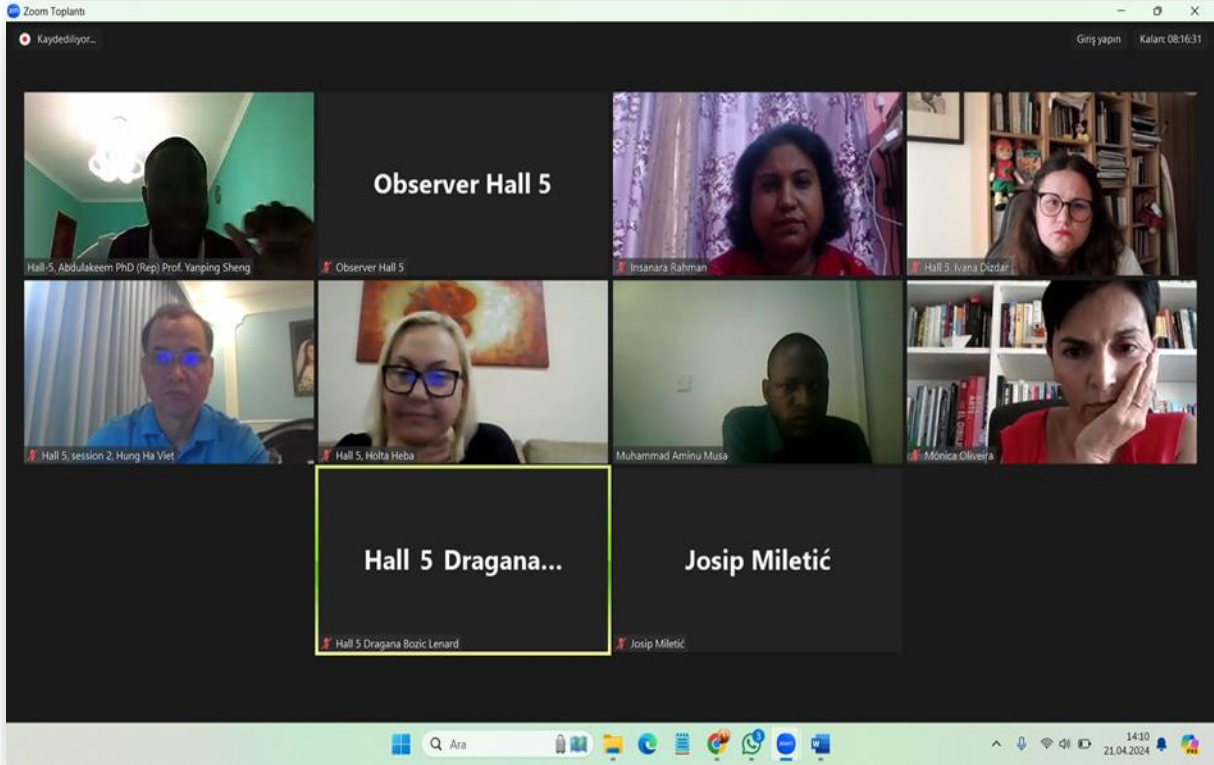 zm Zoom Toplantı
Kaydediliyor...
Giriş yapın Kalan: 08:16:31
Hall-5, Abdulakeem PhD (Rep) Prof. Yanping Sheng
Observer Hall 5
Observer Hall 5
Insanara Rahman
Hall 5, Ivana Dizdar
Hall 5, session 2, Hung Ha Viet
Hall 5, Holta Heba
Muhammad Aminu Musa
Mónica Oliveira
Hall 5 Dragana...
Hall 5 Dragana Bozic Lenard
Josip Miletić
Josip Miletić
Ara
zoom
W
14:10
21.04.2024
PRE